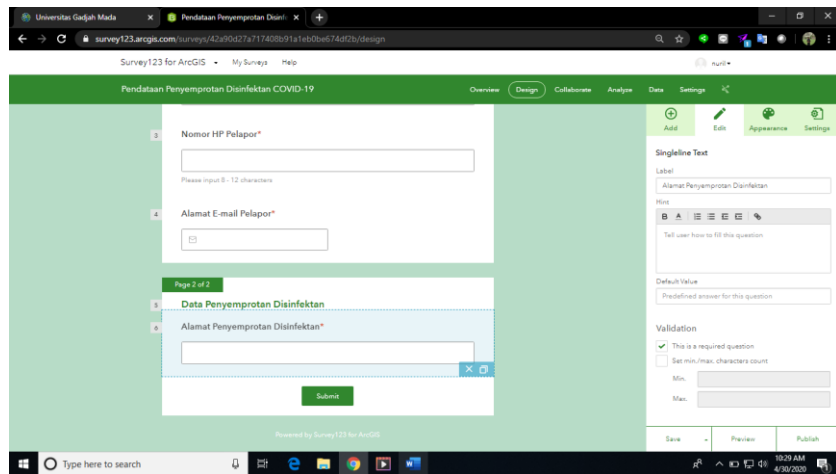 Universitas Gadjah Mada
Pendataan Penyemprotan Disinf
survey123.arcgis.com/surveys/42a90d27a717408b91a1eb0be674df2b/design
Survey123 for ArcGIS My Surveys Help
nuril
Pendataan Penyemprotan Disinfektan COVID-19
Overview Design Collaborate Analyze Data Settings
3 Nomor HP Pelapor*
Please input 8 - 12 characters
4 Alamat E-mail Pelapor*
Page 2 of 2
5 Data Penyemprotan Disinfektan
6 Alamat Penyemprotan Disinfektan*
Submit
Powered by Survey123 for ArcGIS
Add Edit Appearance Settings
Singleline Text
Label
Alamat Penyemprotan Disinfektan
Hint
B A
Tell user how to fill this question
Default Value
Predefined answer for this question
Validation
This is a required question
Set min./max. characters count
Min.
Max.
Save Preview Publish
Type here to search
10:29 AM
4/30/2020